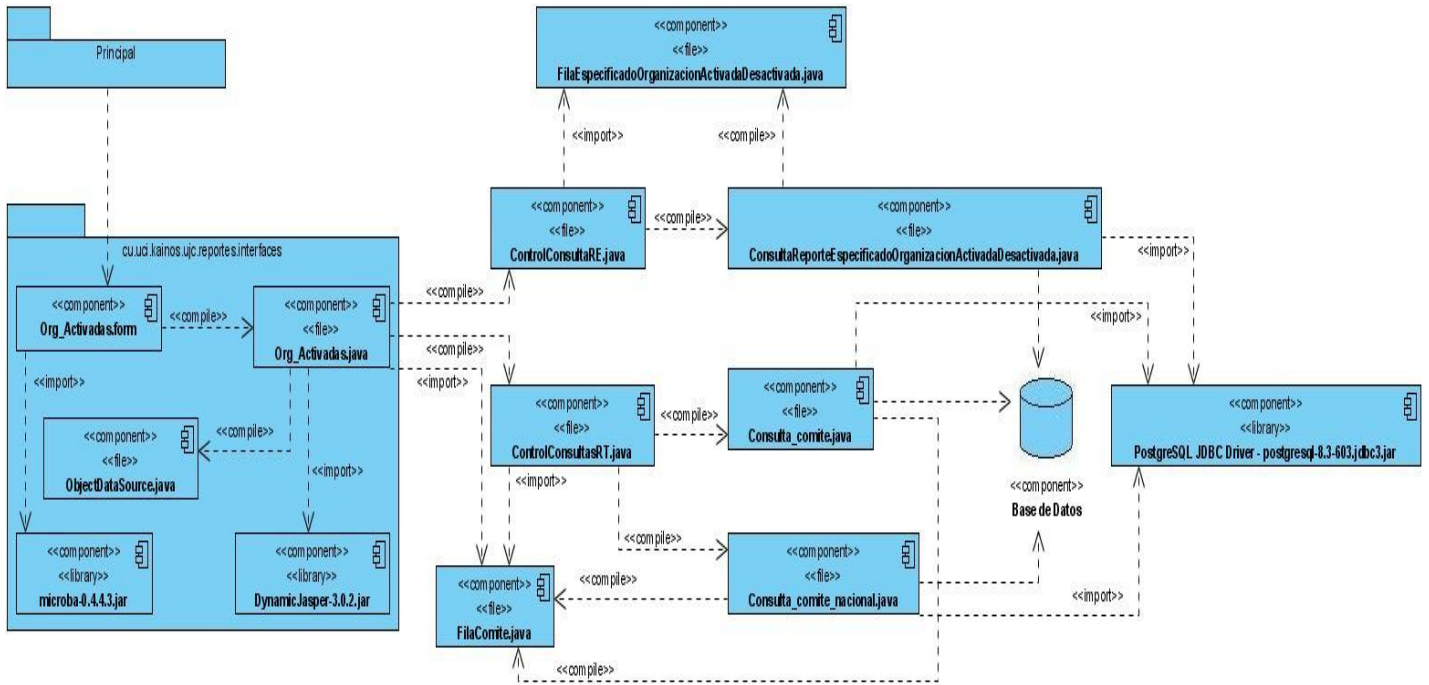 Principal
<<component>>
<<file>>
FilaEspecificadoOrganizacionActivadaDesactivada.java
<<import>>
<<compile>>
<<component>>
<<file>>
ControlConsultaRE.java
<<compile>>
<<component>>
<<file>>
ConsultaReporteEspecificadoOrganizacionActivadaDesactivada.java
<<import>>
cu.uci.kainos.ujc.reportes.interfaces
<<component>>
Org_Activadas.form
<<compile>>
<<component>>
<<file>>
Org_Activadas.java
<<compile>>
<<compile>>
<<import>>
<<import>>
<<import>>
<<component>>
<<file>>
ObjectDataSource.java
<<compile>>
<<import>>
<<component>>
<<library>>
microba-0.4.4.3.jar
<<component>>
<<library>>
DynamicJasper-3.0.2.jar
<<component>>
<<file>>
ControlConsultasRT.java
<<compile>>
<<component>>
<<file>>
Consulta_comite.java
<<component>>
Base de Datos
<<component>>
<<library>>
PostgreSQL JDBC Driver - postgresql-8.3-603.jdbc3.jar
<<import>>
<<compile>>
<<component>>
<<file>>
FilaComite.java
<<compile>>
<<component>>
<<file>>
Consulta_comite_nacional.java
<<import>>
<<compile>>